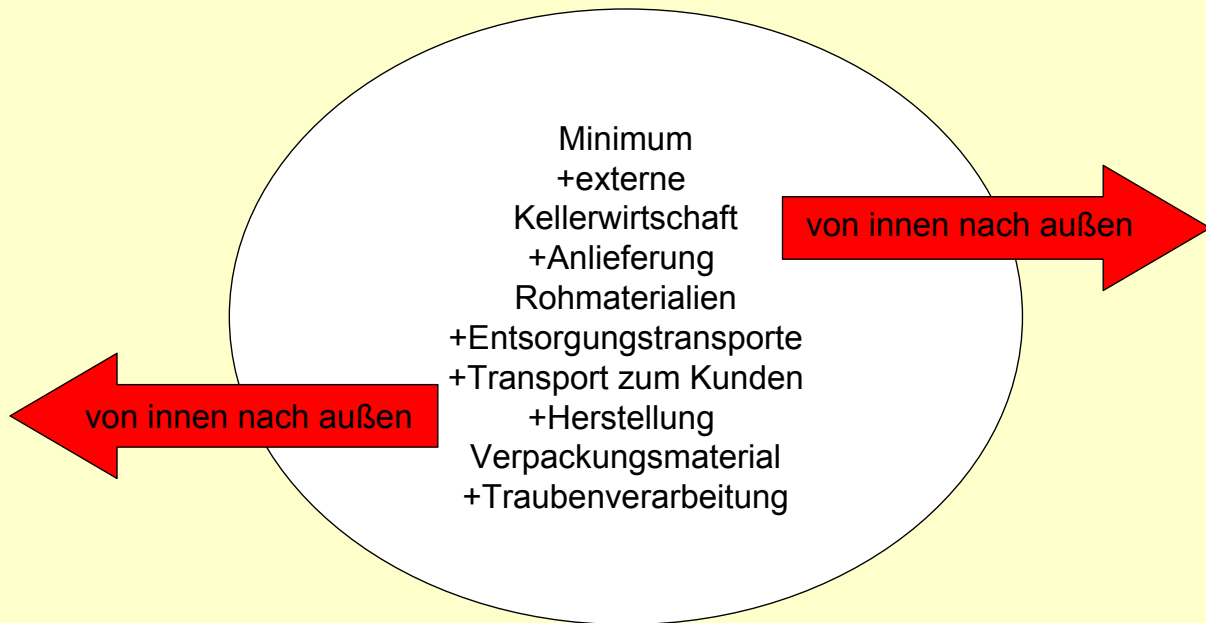 Minimum
+externe
Kellerwirtschaft
von innen nach außen
+Anlieferung
Rohmaterialien
+Entsorgungstransporte
+Transport zum Kunden
von innen nach außen
+Herstellung
Verpackungsmaterial
+Traubenverarbeitung